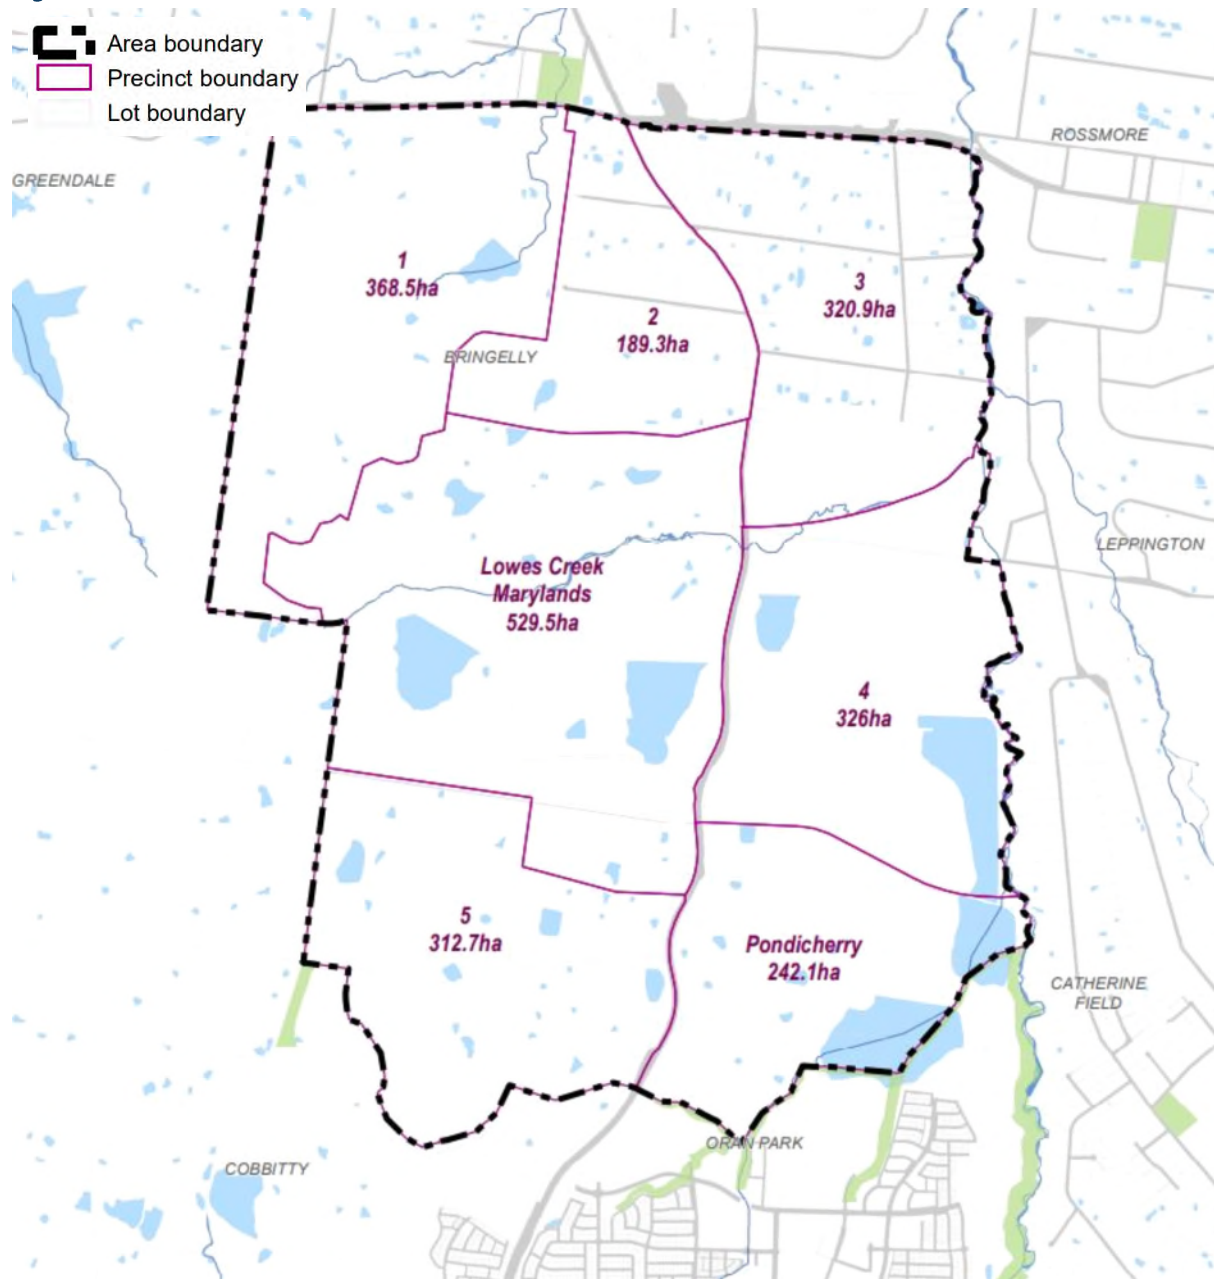 Area boundary
Precinct boundary
Lot boundary
ROSSMORE
GREENDALE
1
368.5ha
3
320.9ha
2
189.3ha
BRINGELLY
LEPPINGTON
Lowes Creek
Marylands
529.5ha
4
326ha
5
312.7ha
Pondicherry
242.1ha
CATHERINE
FIELD
ORAN PARK
COBBITTY